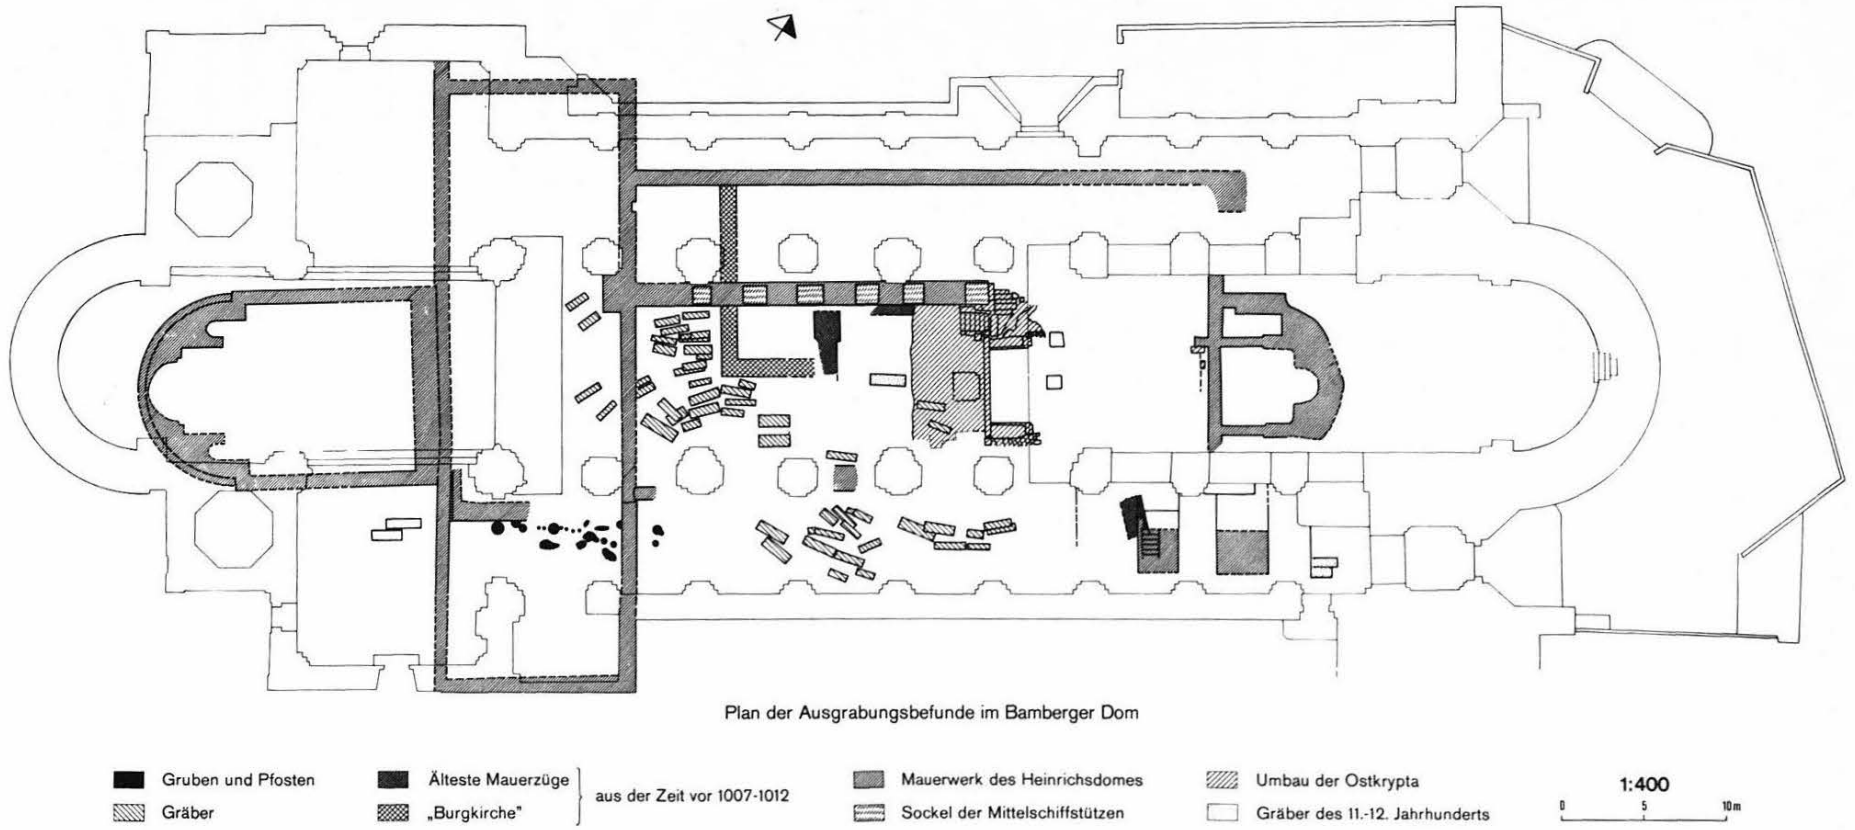 Plan der Ausgrabungsbefunde im Bamberger Dom
Gruben und Pfosten
Gräber
Älteste Mauerzüge
„Burgkirche"
aus der Zeit vor 1007-1012
Mauerwerk des Heinrichsdomes
Sockel der Mittelschiffstützen
Umbau der Ostkrypta
Gräber des 11.-12. Jahrhunderts
1:400
0 5 10m